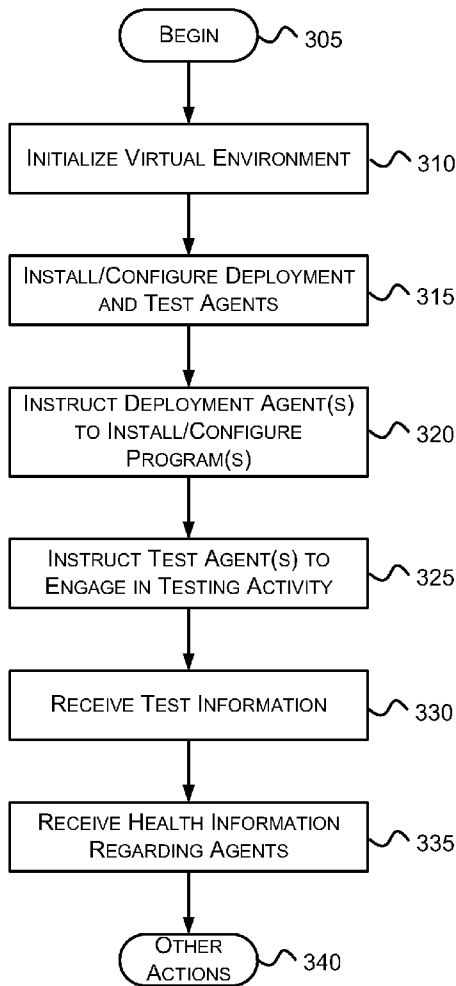 BEGIN
305
INITIALIZE VIRTUAL ENVIRONMENT
310
INSTALL/CONFIGURE DEPLOYMENT
AND TEST AGENTS
315
INSTRUCT DEPLOYMENT AGENT(S)
TO INSTALL/CONFIGURE
PROGRAM(S)
320
INSTRUCT TEST AGENT(S) TO
ENGAGE IN TESTING ACTIVITY
325
RECEIVE TEST INFORMATION
330
RECEIVE HEALTH INFORMATION
REGARDING AGENTS
335
OTHER
ACTIONS
340